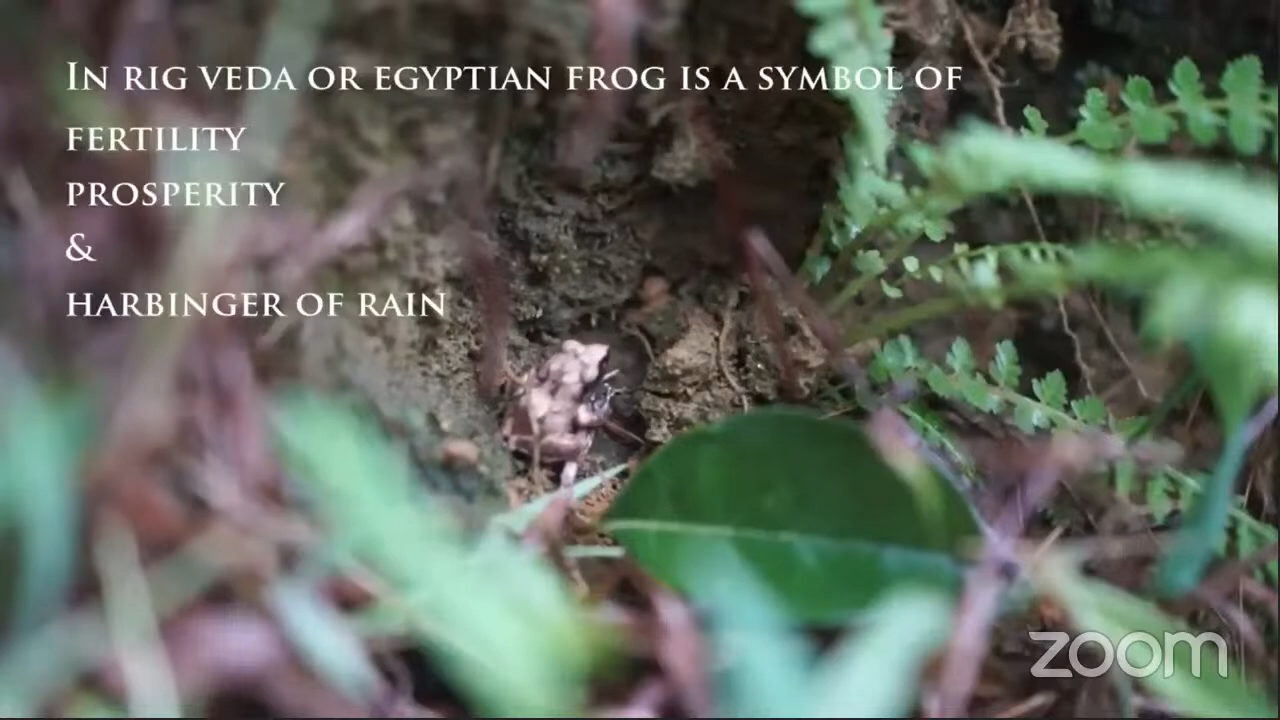 In rig veda or egyptian frog is a symbol of
fertility
prosperity
&
harbinger of rain
zoom